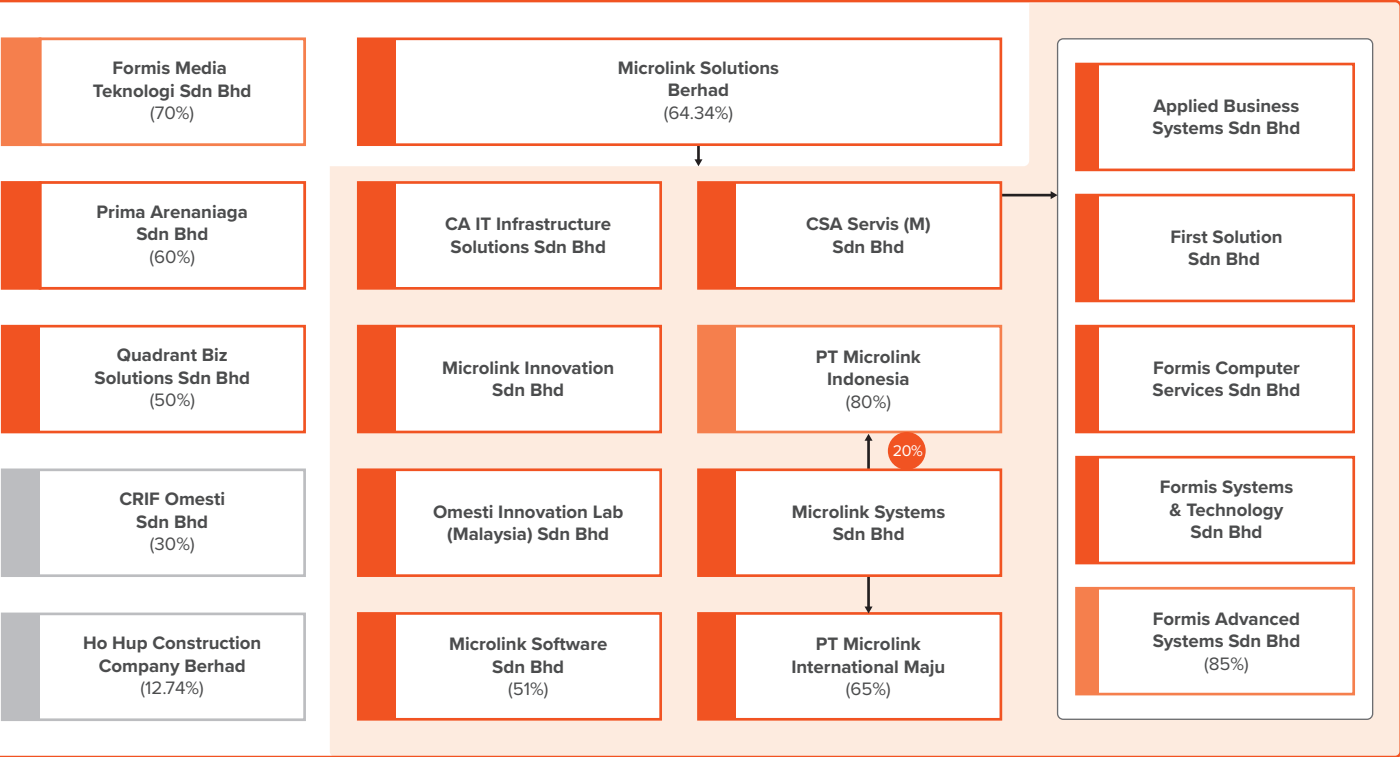 Formis Media
Teknologi Sdn Bhd
(70%)
Prima Arenaniaga
Sdn Bhd
(60%)
Quadrant Biz
Solutions Sdn Bhd
(50%)
CRIF Omesti
Sdn Bhd
(30%)
Ho Hup Construction
Company Berhad
(12.74%)
Microlink Solutions
Berhad
(64.34%)
CA IT Infrastructure
Solutions Sdn Bhd
Microlink Innovation
Sdn Bhd
Omesti Innovation Lab
(Malaysia) Sdn Bhd
Microlink Software
Sdn Bhd
(51%)
CSA Servis (M)
Sdn Bhd
PT Microlink
Indonesia
(80%)
20%
Microlink Systems
Sdn Bhd
PT Microlink
International Maju
(65%)
Applied Business
Systems Sdn Bhd
First Solution
Sdn Bhd
Formis Computer
Services Sdn Bhd
Formis Systems
& Technology
Sdn Bhd
Formis Advanced
Systems Sdn Bhd
(85%)